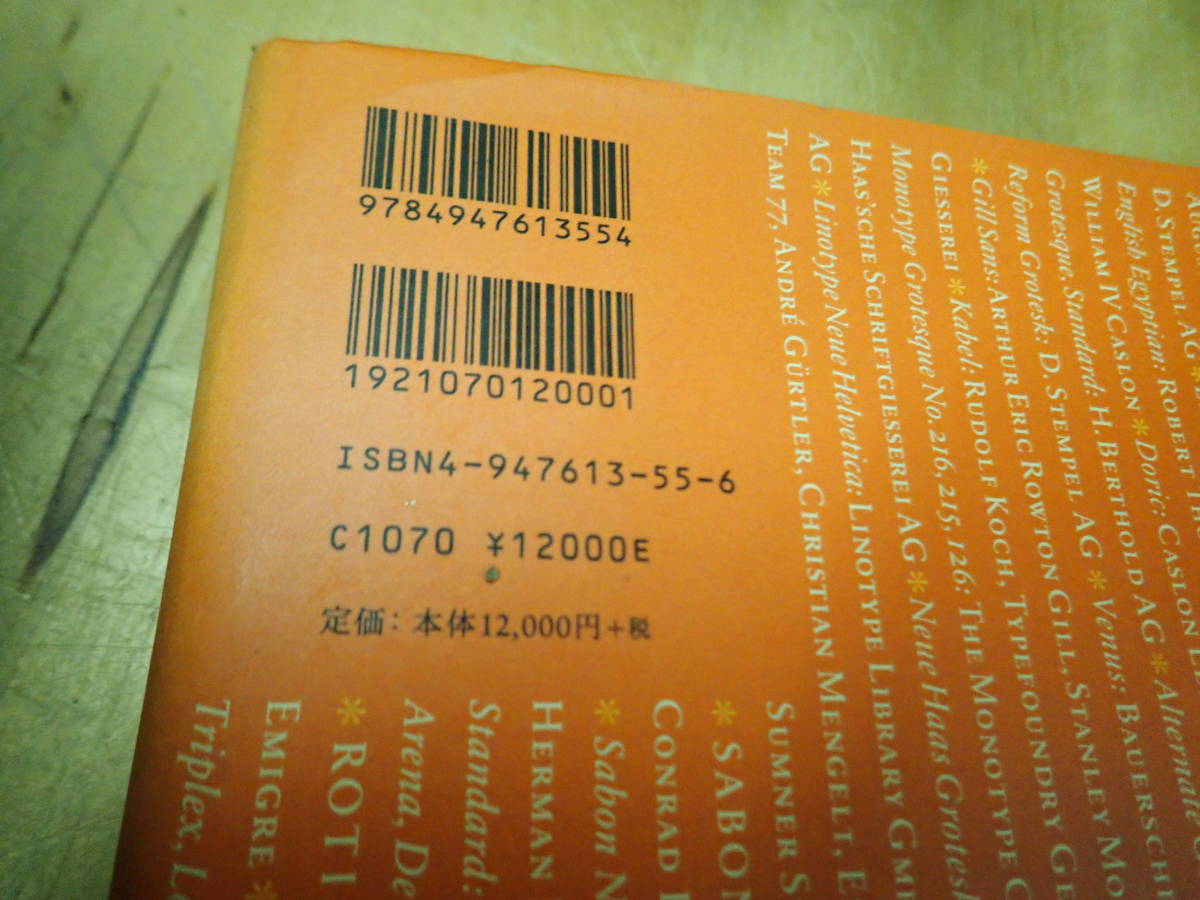 9784947613554
1921070120001
ISBN4-947613-55-6
C1070 ¥12000E
定価：本体12,000円+税
D. STEMPEL AG *
English Egyptian: ROBERT
WILLIAM IV CASLON * Doric: CASLON
Grotesque, Standard: H. BERTHOLD AG * Alternate
Reform Grotesk: D. STEMPEL AG * Venus: BAUERSCH
* Gill Sans: ARTHUR ERIC ROWTON GILL, STANLEY MO
GIESSEREI * Kabel: RUDOLF KOCH, TYPEFOUNDRY GE
Monotype Grotesque No. 216, 215, 126: THE MONOTYPE C
HAAS'SCHE SCHRIFTGIESSEREI AG * Neue Haas Grotes
AG * Linotype Neue Helvetica: LINOTYPE LIBRARY GM
TEAM 77, ANDRÉ GÜRTLER, CHRISTIAN MENGELT, E
SUMNER S
* SABON
CONRAD
* Sabon N
HERMAN
Standard:
Arena, De
* ROTI
EMIGRE *
Triplex, L